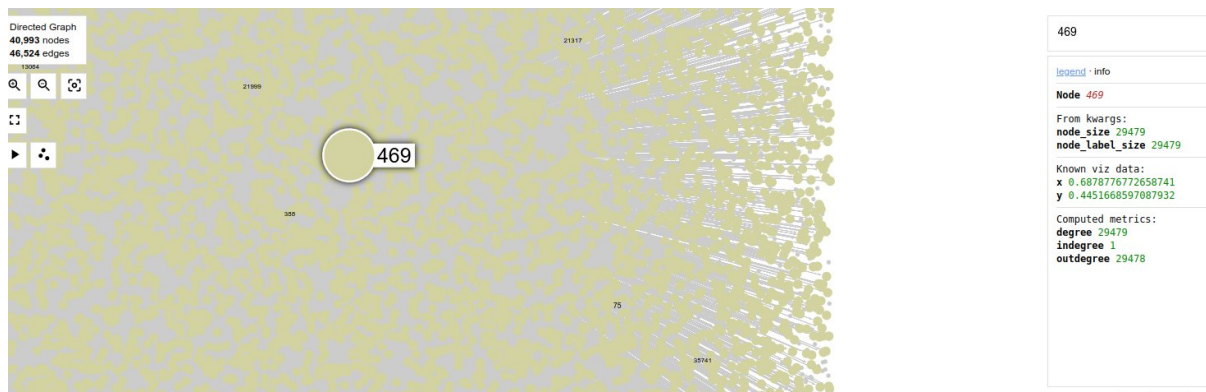 Directed Graph
40,993 nodes
46,524 edges
13064
21317
21999
469
388
75
35741
469
legend · info
Node 469
From kwargs:
node_size 29479
node_label_size 29479
Known viz data:
x 0.6878776772658741
y 0.4451668597087932
Computed metrics:
degree 29479
indegree 1
outdegree 29478